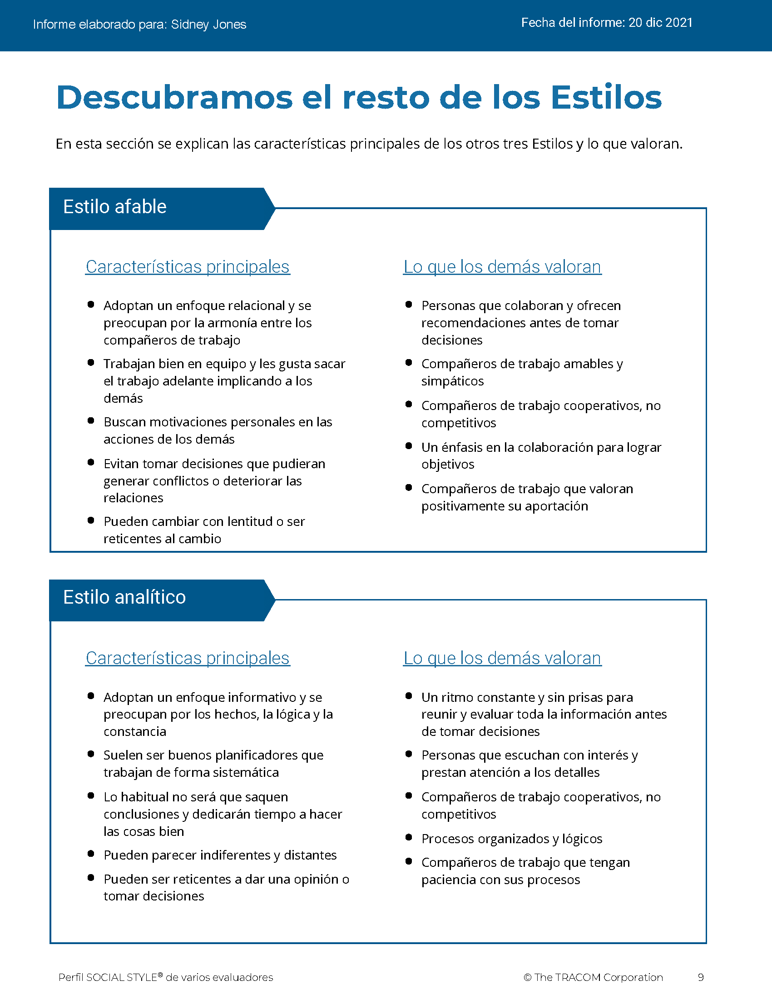 Informe elaborado para: Sidney Jones
Fecha del informe: 20 dic 2021
Descubramos el resto de los Estilos
En esta sección se explican las características principales de los otros tres Estilos y lo que valoran.
Estilo afable
Características principales
Adoptan un enfoque relacional y se
preocupan por la armonía entre los
compañeros de trabajo
Trabajan bien en equipo y les gusta sacar
el trabajo adelante implicando a los
demás
Buscan motivaciones personales en las
acciones de los demás
Evitan tomar decisiones que pudieran
generar conflictos o deteriorar las
relaciones
Pueden cambiar con lentitud o ser
reticentes al cambio
Lo que los demás valoran
Personas que colaboran y ofrecen
recomendaciones antes de tomar
decisiones
Compañeros de trabajo amables y
simpáticos
Compañeros de trabajo cooperativos, no
competitivos
Un énfasis en la colaboración para lograr
objetivos
Compañeros de trabajo que valoran
positivamente su aportación
Estilo analítico
Características principales
Adoptan un enfoque informativo y se
preocupan por los hechos, la lógica y la
constancia
Suelen ser buenos planificadores que
trabajan de forma sistemática
Lo habitual no será que saquen
conclusiones y dedicarán tiempo a hacer
las cosas bien
Pueden parecer indiferentes y distantes
Pueden ser reticentes a dar una opinión o
tomar decisiones
Lo que los demás valoran
Un ritmo constante y sin prisas para
reunir y evaluar toda la información antes
de tomar decisiones
Personas que escuchan con interés y
prestan atención a los detalles
Compañeros de trabajo cooperativos, no
competitivos
Procesos organizados y lógicos
Compañeros de trabajo que tengan
paciencia con sus procesos
Perfil SOCIAL STYLE® de varios evaluadores
© The TRACOM Corporation
9